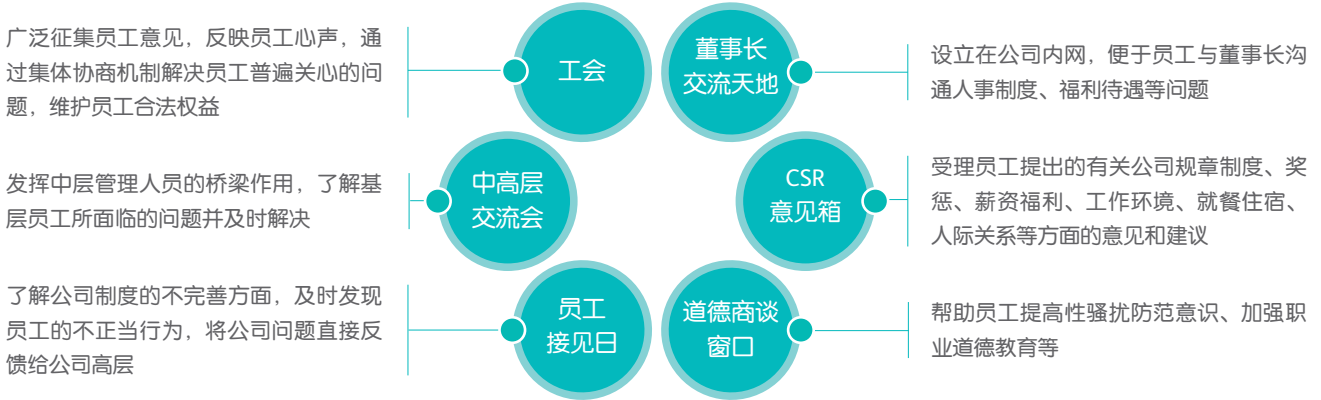 广泛征集员工意见，反映员工心声，通
过集体协商机制解决员工普遍关心的问
题，维护员工合法权益
工会
董事长
交流天地
设立在公司内网，便于员工与董事长沟
通人事制度、福利待遇等问题
发挥中层管理人员的桥梁作用，了解基
层员工所面临的问题并及时解决
中高层
交流会
CSR
意见箱
受理员工提出的有关公司规章制度、奖
惩、薪资福利、工作环境、就餐住宿、
人际关系等方面的意见和建议
了解公司制度的不完善方面，及时发现
员工的不正当行为，将公司问题直接反
馈给公司高层
员工
接见日
道德商谈
窗口
帮助员工提高性骚扰防范意识、加强职
业道德教育等